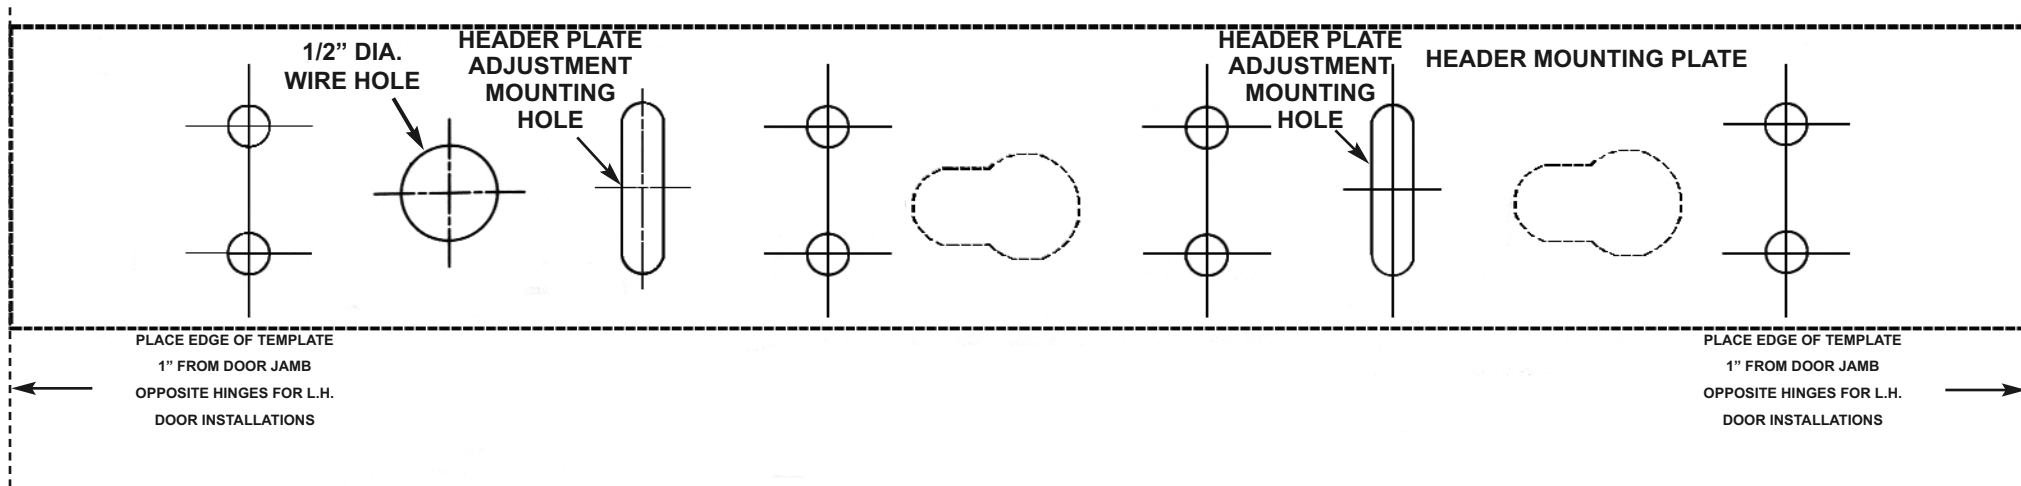 1/2” DIA.
WIRE HOLE
HEADER PLATE
ADJUSTMENT
MOUNTING
HOLE
HEADER PLATE
ADJUSTMENT
MOUNTING
HOLE
HEADER MOUNTING PLATE
PLACE EDGE OF TEMPLATE
1” FROM DOOR JAMB
OPPOSITE HINGES FOR L.H.
DOOR INSTALLATIONS
PLACE EDGE OF TEMPLATE
1” FROM DOOR JAMB
OPPOSITE HINGES FOR L.H.
DOOR INSTALLATIONS